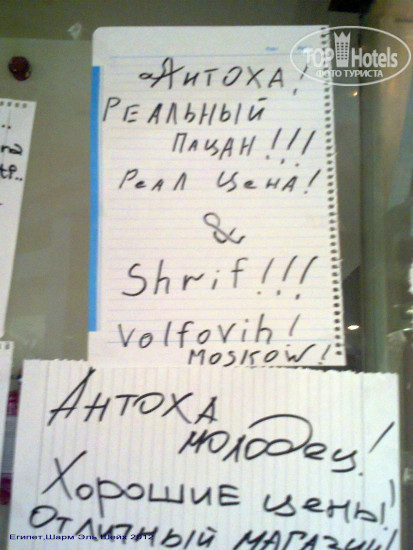 TOP Hotels
ФОТО ТУРИСТА
Антоха!
РЕАЛЬНЫЙ
ПАЦАН!!!
Реал Цена!
&
Shrif!!!
Volfovih!
MOSKOW!
АНТОХА
молодец!
Хорошие цены!
Отличный магазин!
Египет,Шарм Эль Шейх 2012